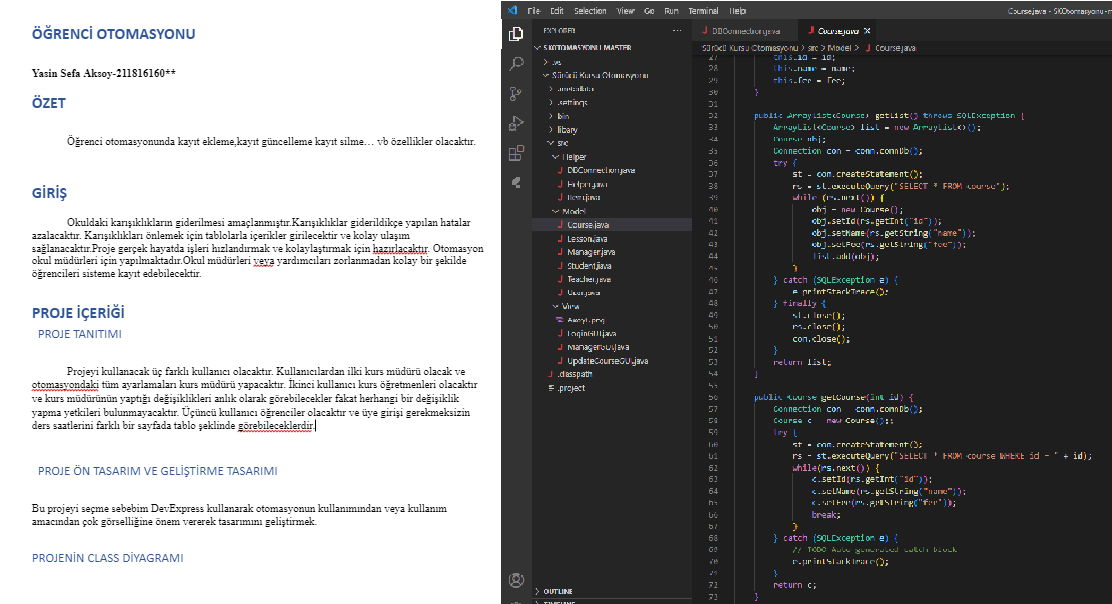 ÖĞRENCİ OTOMASYONU
Yasin Sefa Aksoy-211816160**
ÖZET
Öğrenci otomasyonunda kayıt ekleme,kayıt güncelleme kayıt silme… vb özellikler olacaktır.
GİRİŞ
Okuldaki karışıklıkların giderilmesi amaçlanmıştır.Karışıklıklar giderildikçe yapılan hatalar
azalacaktır. Karışıklıkları önlemek için tablolarla içerikler girilecektir ve kolay ulaşım
sağlanacaktır.Proje gerçek hayatda işleri hızlandırmak ve kolaylaştırmak için hazırlacaktır. Otomasyon
okul müdürleri için yapılmaktadır.Okul müdürleri veya yardımcıları zorlanmadan kolay bir şekilde
öğrencileri sisteme kayıt edebilecektir.
PROJE İÇERİĞİ
PROJE TANITIMI
Projeyi kullanacak üç farklı kullanıcı olacaktır. Kullanıcılardan ilki kurs müdürü olacak ve
otomasyondaki tüm ayarlamaları kurs müdürü yapacaktır. İkinci kullanıcı kurs öğretmenleri olacaktır
ve kurs müdürünün yaptığı değişiklikleri anlık olarak görebilecekler fakat herhangi bir değişiklik
yapma yetkileri bulunmayacaktır. Üçüncü kullanıcı öğrenciler olacaktır ve üye girişi gerekmeksizin
ders saatlerini farklı bir sayfada tablo şeklinde görebileceklerdir.
PROJE ÖN TASARIM VE GELİŞTİRME TASARIMI
Bu projeyi seçme sebebim DevExpress kullanarak otomasyonun kullanımından veya kullanım
amacından çok görselliğine önem vererek tasarımını geliştirmek.
PROJENİN CLASS DİYAGRAMI
File Edit Selection View Go Run Terminal Help
Course.java - SKOtomasyonu-m
EXPLORER
SKOTOMASYONU-MASTER
.vs
Sürücü Kursu Otomasyonu
.metadata
.settings
bin
libary
src
Helper
DBConnection.java
Helper.java
Item.java
Model
Course.java
Lesson.java
Manager.java
Student.java
Teacher.java
User.java
View
LoginGUI.java
ManagerGUI.java
UpdateCourseGUI.java
.classpath
.project
OUTLINE
TIMELINE
DBConnection.java Course.java
Sürücü Kursu Otomasyonu > src > Model > Course.java
27 this.id = id;
28 this.name = name;
29 this.fee = fee;
30 }
31
32 public ArrayList<Course> getList() throws SQLException {
33 ArrayList<Course> list = new ArrayList<>();
34 Course obj;
35 Connection con = conn.connDb();
36 try {
37 st = con.createStatement();
38 rs = st.executeQuery("SELECT * FROM course");
39 while (rs.next()) {
40 obj = new Course();
41 obj.setId(rs.getInt("id"));
42 obj.setName(rs.getString("name"));
43 obj.setFee(rs.getString("fee"));
44 list.add(obj);
45 }
46 } catch (SQLException e) {
47 e.printStackTrace();
48 } finally {
49 st.close();
50 rs.close();
51 con.close();
52 }
53 return list;
54 }
55
56 public Course getCourse(int id) {
57 Connection con = conn.connDb();
58 Course c = new Course();
59 try {
60 st = con.createStatement();
61 rs = st.executeQuery("SELECT * FROM course WHERE id = " + id);
62 while(rs.next()) {
63 c.setId(rs.getInt("id"));
64 c.setName(rs.getString("name"));
65 c.setFee(rs.getString("fee"));
66 break;
67 }
68 } catch (SQLException e) {
69 // TODO Auto-generated catch block
70 e.printStackTrace();
71 }
72 return c;
73 }